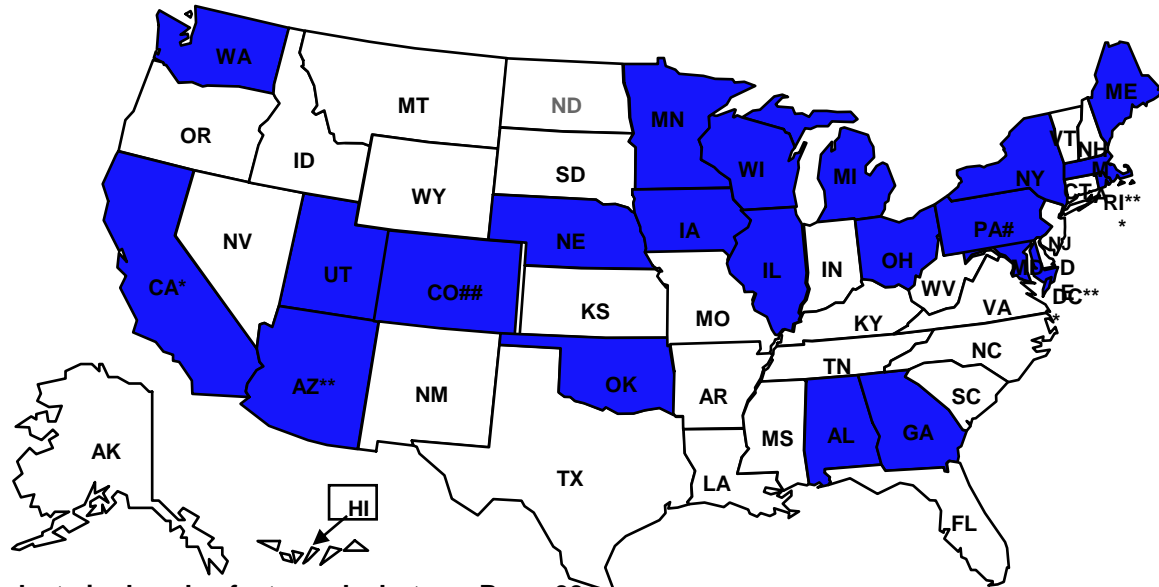 WA
ME
MT
ND
MN
OR
VT
NH
ID
SD
WI
MI
NY
M
A
WY
CT
RI**
*
PA#
NV
NE
IA
NJ
UT
IL
IN
OH
MD
D
E
CA*
CO##
WV
DC**
*
KS
MO
KY
VA
TN
NC
AZ**
NM
OK
AR
SC
MS
AL
GA
AK
TX
LA
HI
FL